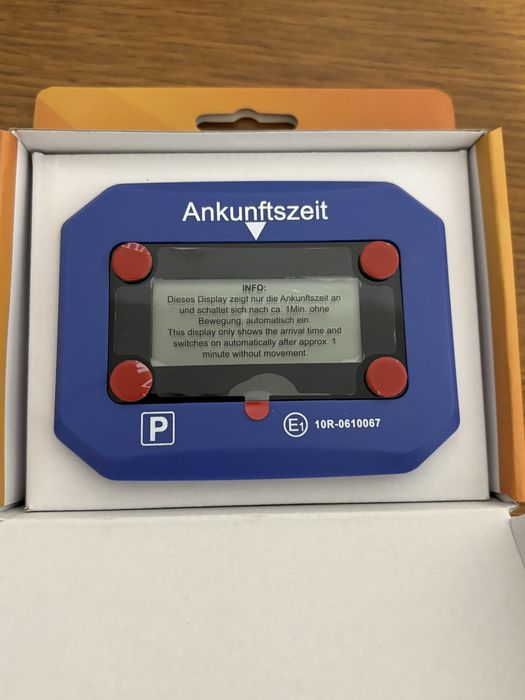 Ankunftszeit
INFO:
Dieses Display zeigt nur die Ankunftszeit an
und schaltet sich nach ca. 1Min. ohne
Bewegung, automatisch ein.
This display only shows the arrival time and
switches on automatically after approx. 1
minute without movement.
P
E1 10R-0610067